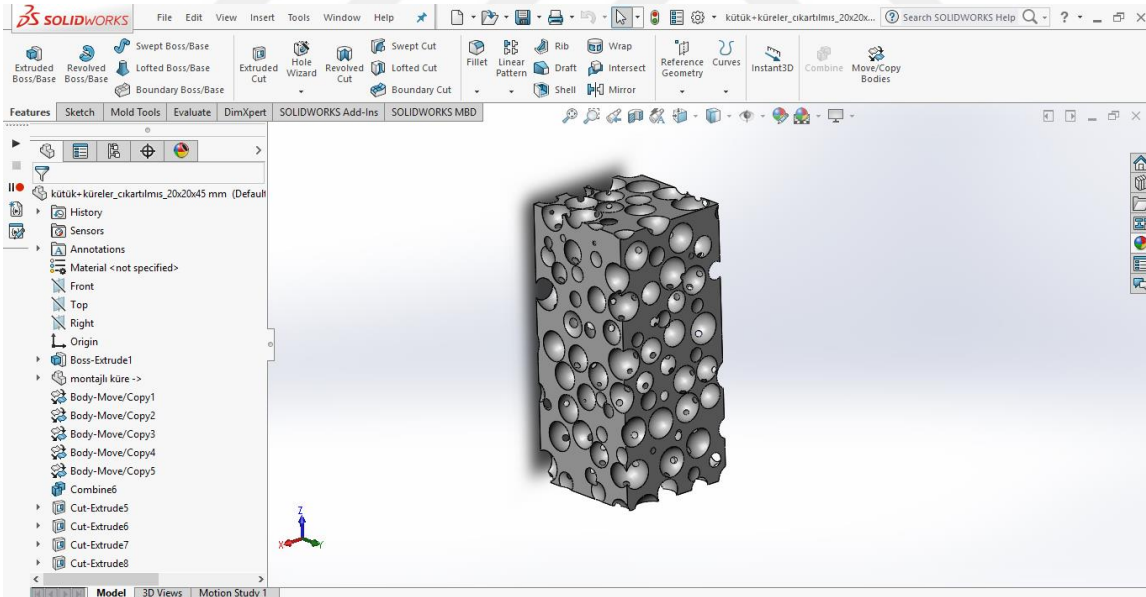 SOLIDWORKS File Edit View Insert Tools Window Help kütük+küreler_cıkartılmıs_20x20x... Search SOLIDWORKS Help
Extruded Boss/Base
Revolved Boss/Base
Swept Boss/Base
Lofted Boss/Base
Boundary Boss/Base
Extruded Cut
Hole Wizard
Revolved Cut
Swept Cut
Lofted Cut
Boundary Cut
Fillet
Linear Pattern
Rib
Draft
Shell
Wrap
Intersect
Mirror
Reference Geometry
Curves
Instant3D
Combine
Move/Copy Bodies
Features Sketch Mold Tools Evaluate DimXpert SOLIDWORKS Add-Ins SOLIDWORKS MBD
kütük+küreler_cıkartılmıs_20x20x45 mm (Default
History
Sensors
Annotations
Material <not specified>
Front
Top
Right
Origin
Boss-Extrude1
montajlı küre ->
Body-Move/Copy1
Body-Move/Copy2
Body-Move/Copy3
Body-Move/Copy4
Body-Move/Copy5
Combine6
Cut-Extrude5
Cut-Extrude6
Cut-Extrude7
Cut-Extrude8
Z
X Y
Model 3D Views Motion Study 1